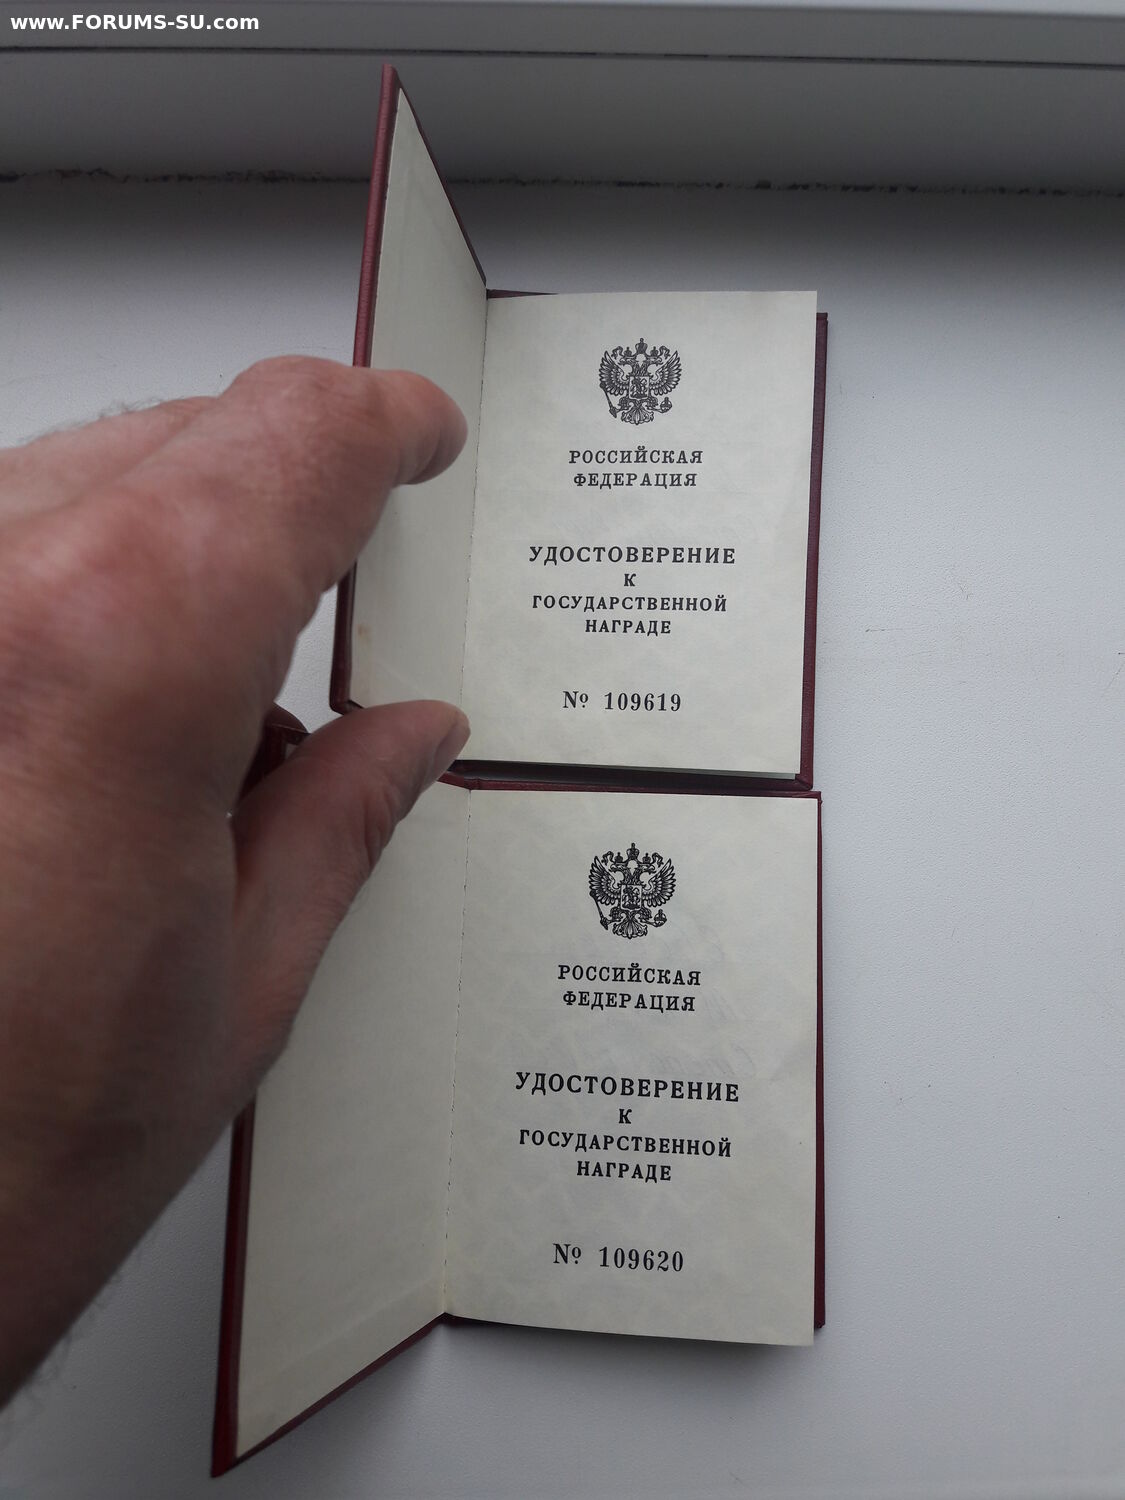 www.FORUMS-SU.com
РОССИЙСКАЯ
ФЕДЕРАЦИЯ
УДОСТОВЕРЕНИЕ
К
ГОСУДАРСТВЕННОЙ
НАГРАДЕ
№ 109619
РОССИЙСКАЯ
ФЕДЕРАЦИЯ
УДОСТОВЕРЕНИЕ
К
ГОСУДАРСТВЕННОЙ
НАГРАДЕ
№ 109620